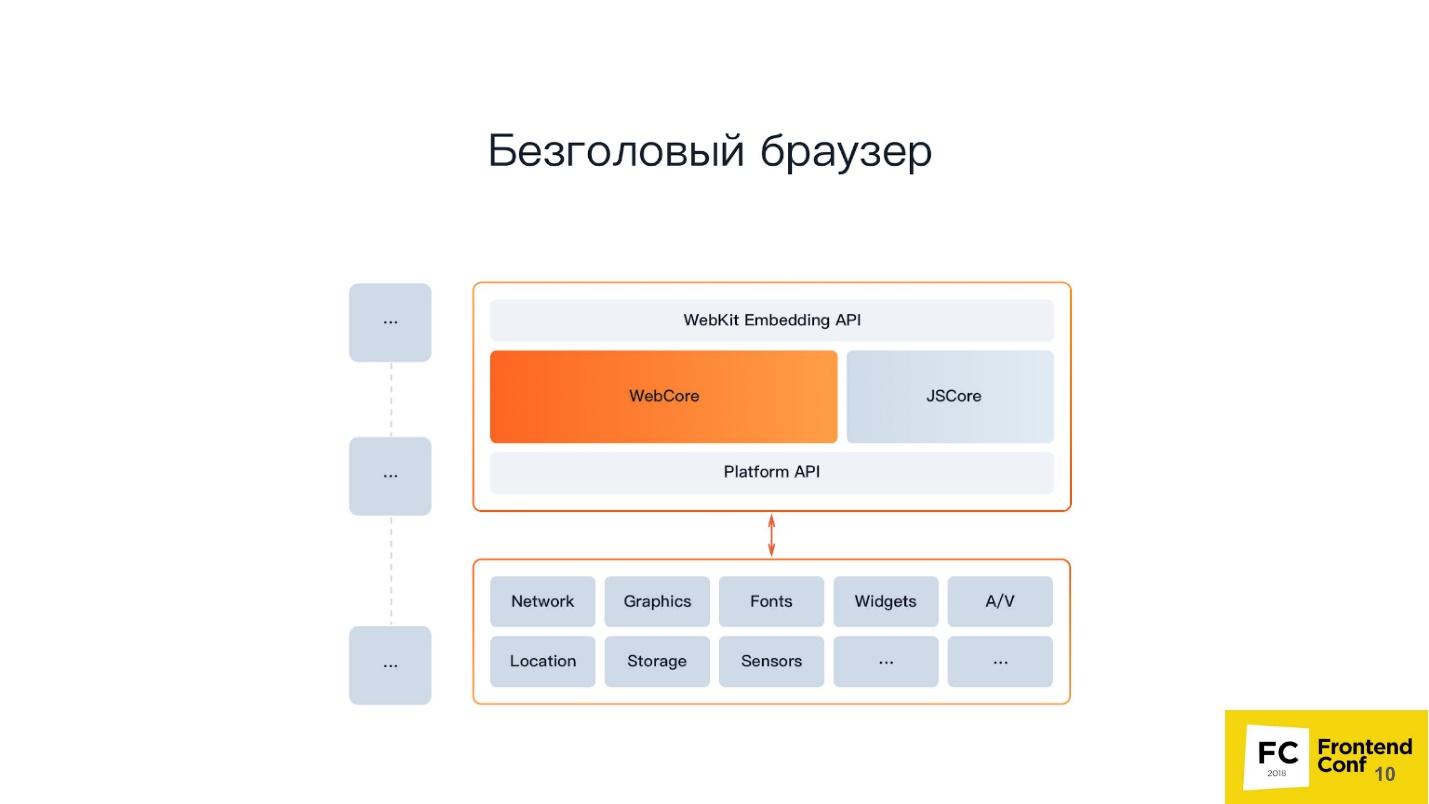 Безголовый браузер
...
WebKit Embedding API
WebCore
JSCore
...
Platform API
Network
Graphics
Fonts
Widgets
A/V
...
Location
Storage
Sensors
...
...
FC
2018
Frontend
Conf
10